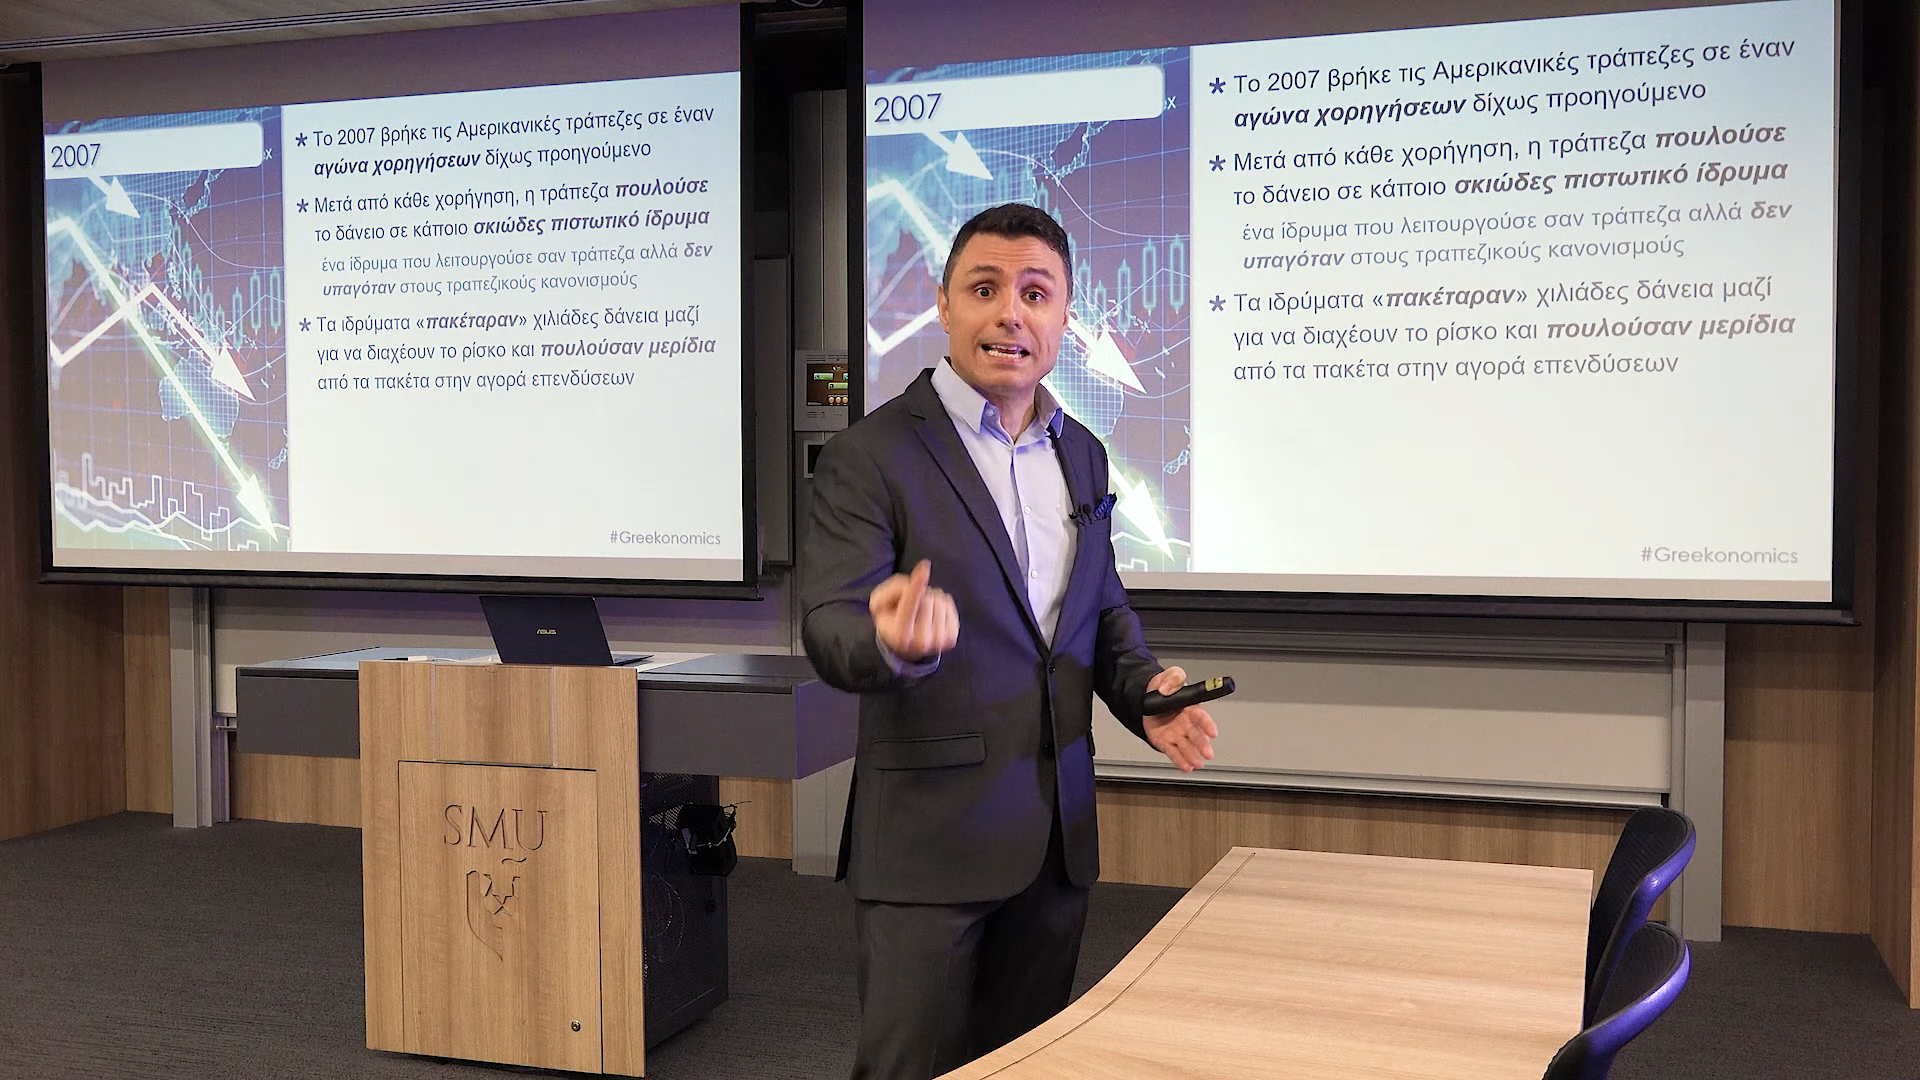 2007
* Το 2007 βρήκε τις Αμερικανικές τράπεζες σε έναν
αγώνα χορηγήσεων δίχως προηγούμενο
* Μετά από κάθε χορήγηση, η τράπεζα πουλούσε
το δάνειο σε κάποιο σκιώδες πιστωτικό ίδρυμα
ένα ίδρυμα που λειτουργούσε σαν τράπεζα αλλά δεν
υπαγόταν στους τραπεζικούς κανονισμούς
* Τα ιδρύματα «πακέταραν» χιλιάδες δάνεια μαζί
για να διαχέουν το ρίσκο και πουλούσαν μερίδια
από τα πακέτα στην αγορά επενδύσεων
#Greekonomics
2007
* Το 2007 βρήκε τις Αμερικανικές τράπεζες σε έναν
αγώνα χορηγήσεων δίχως προηγούμενο
* Μετά από κάθε χορήγηση, η τράπεζα πουλούσε
το δάνειο σε κάποιο σκιώδες πιστωτικό ίδρυμα
ένα ίδρυμα που λειτουργούσε σαν τράπεζα αλλά δεν
υπαγόταν στους τραπεζικούς κανονισμούς
* Τα ιδρύματα «πακέταραν» χιλιάδες δάνεια μαζί
για να διαχέουν το ρίσκο και πουλούσαν μερίδια
από τα πακέτα στην αγορά επενδύσεων
#Greekonomics
ASUS
SMU